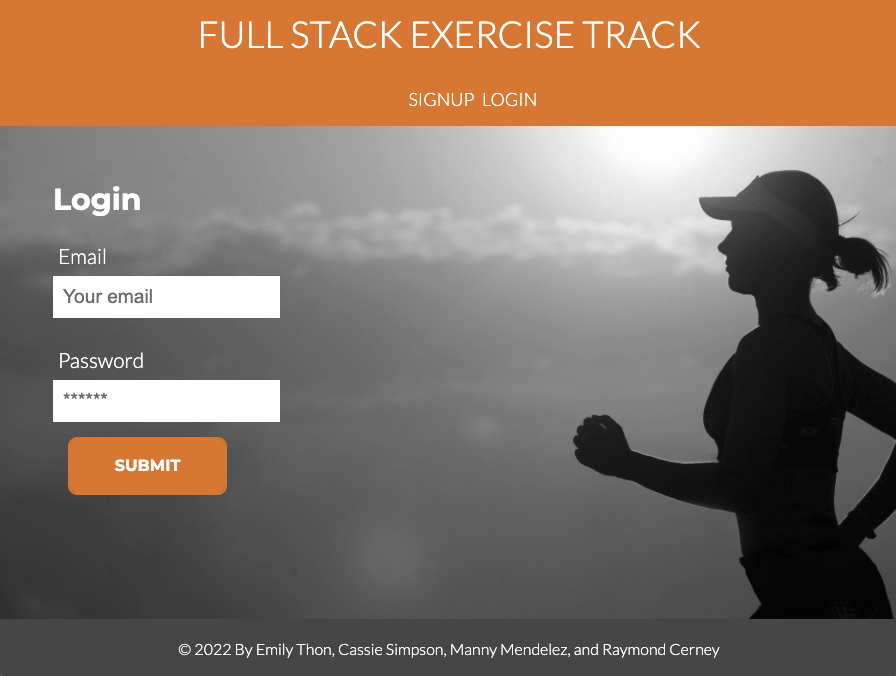 FULL STACK EXERCISE TRACK
SIGNUP LOGIN
Login
Email
Your email
Password
******
SUBMIT
© 2022 By Emily Thon, Cassie Simpson, Manny Mendelez, and Raymond Cerney